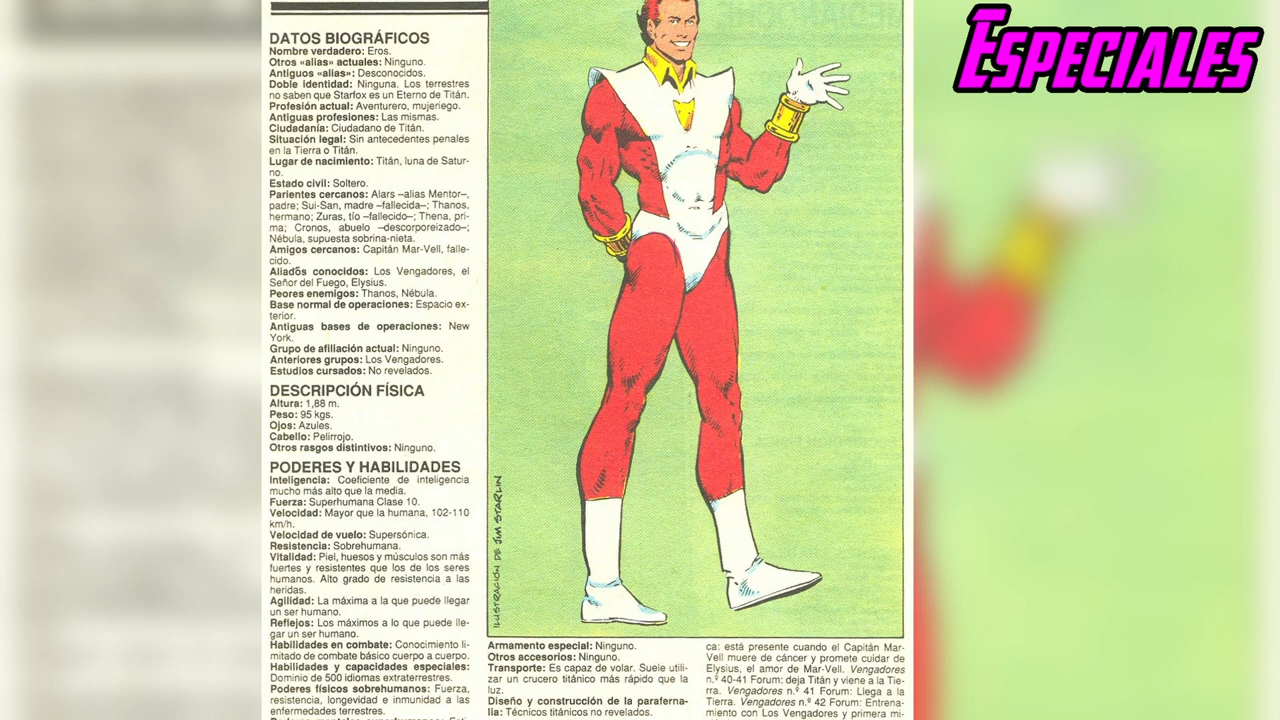 ESPECIALES
DATOS BIOGRÁFICOS
Nombre verdadero: Eros.
Otros «alias» actuales: Ninguno.
Antiguos «alias»: Desconocidos.
Doble identidad: Ninguna. Los terrestres
no saben que Starfox es un Eterno de Titán.
Profesión actual: Aventurero, mujeriego.
Antiguas profesiones: Las mismas.
Ciudadanía: Ciudadano de Titán.
Situación legal: Sin antecedentes penales
en la Tierra o Titán.
Lugar de nacimiento: Titán, luna de Satur-
no.
Estado civil: Soltero.
Parientes cercanos: Alars –alias Mentor–,
padre; Sui-San, madre –fallecida–; Thanos,
hermano; Zuras, tío –fallecido–; Thena, pri-
ma; Cronos, abuelo –descorporeizado–;
Nébula, supuesta sobrina-nieta.
Amigos cercanos: Capitán Mar-Vell, falle-
cido.
Aliados conocidos: Los Vengadores, el
Señor del Fuego, Elysius.
Peores enemigos: Thanos, Nébula.
Base normal de operaciones: Espacio ex-
terior.
Antiguas bases de operaciones: New
York.
Grupo de afiliación actual: Ninguno.
Anteriores grupos: Los Vengadores.
Estudios cursados: No revelados.
DESCRIPCIÓN FÍSICA
Altura: 1,88 m.
Peso: 95 kgs.
Ojos: Azules.
Cabello: Pelirrojo.
Otros rasgos distintivos: Ninguno.
PODERES Y HABILIDADES
Inteligencia: Coeficiente de inteligencia
mucho más alto que la media.
Fuerza: Superhumana Clase 10.
Velocidad: Mayor que la humana, 102-110
km/h.
Velocidad de vuelo: Supersónica.
Resistencia: Sobrehumana.
Vitalidad: Piel, huesos y músculos son más
fuertes y resistentes que los de los seres
humanos. Alto grado de resistencia a las
heridas.
Agilidad: La máxima a la que puede llegar
un ser humano.
Reflejos: Los máximos a lo que puede lle-
gar un ser humano.
Habilidades en combate: Conocimiento li-
mitado de combate básico cuerpo a cuerpo.
Habilidades y capacidades especiales:
Dominio de 500 idiomas extraterrestres.
Poderes físicos sobrehumanos: Fuerza,
resistencia, longevidad e inmunidad a las
enfermedades terrestres.
ILUSTRACIÓN DE JIM STARLIN
Armamento especial: Ninguno.
Otros accesorios: Ninguno.
Transporte: Es capaz de volar. Suele utili-
zar un crucero titánico más rápido que la
luz.
Diseño y construcción de la paraferna-
lia: Técnicos titánicos no revelados.
ca: está presente cuando el Capitán Mar-
Vell muere de cáncer y promete cuidar de
Elysius, el amor de Mar-Vell. Vengadores
n.º 40-41 Forum: deja Titán y viene a la Tie-
rra. Vengadores n.º 41 Forum: Llega a la
Tierra. Vengadores n.º 42 Forum: Entrena-
miento con Los Vengadores y primera mi-